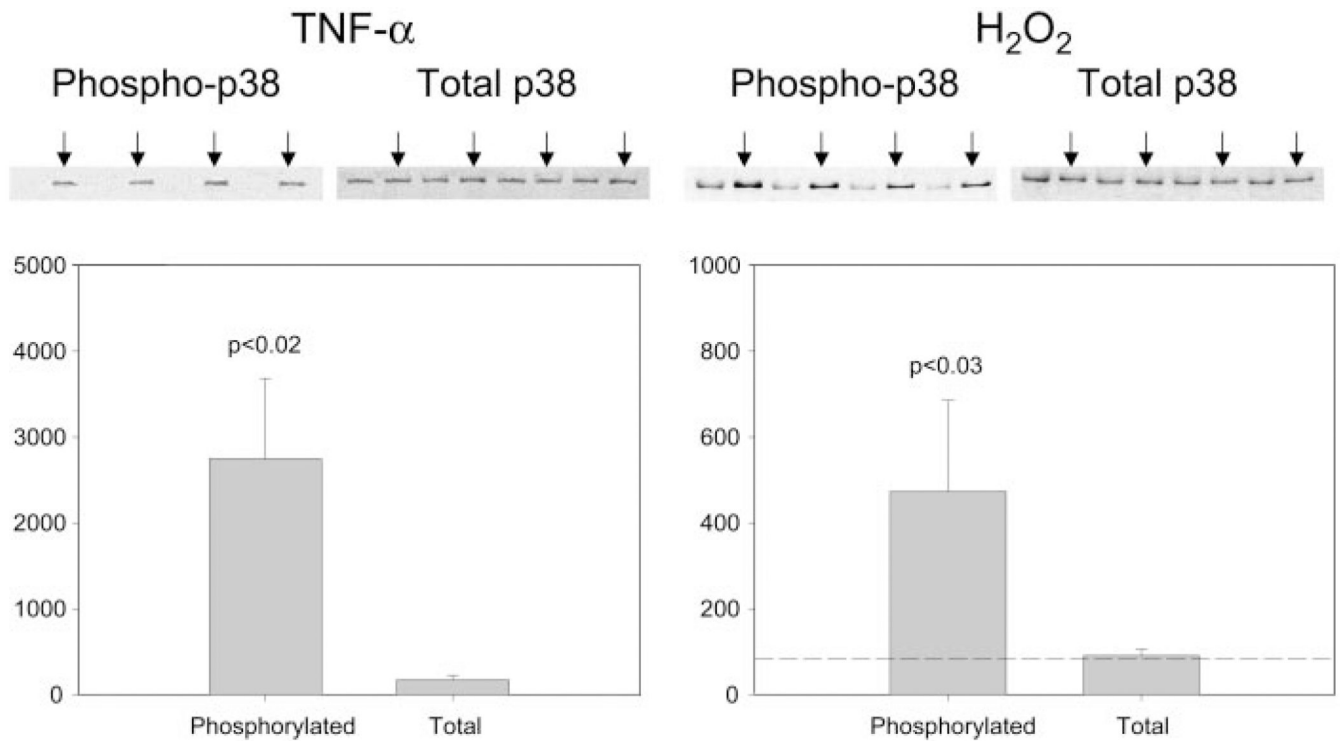 TNF-α
Phospho-p38 Total p38
5000
4000
3000
2000
1000
0
p<0.02
Phosphorylated Total
H₂O₂
Phospho-p38 Total p38
1000
800
600
400
200
0
p<0.03
Phosphorylated Total